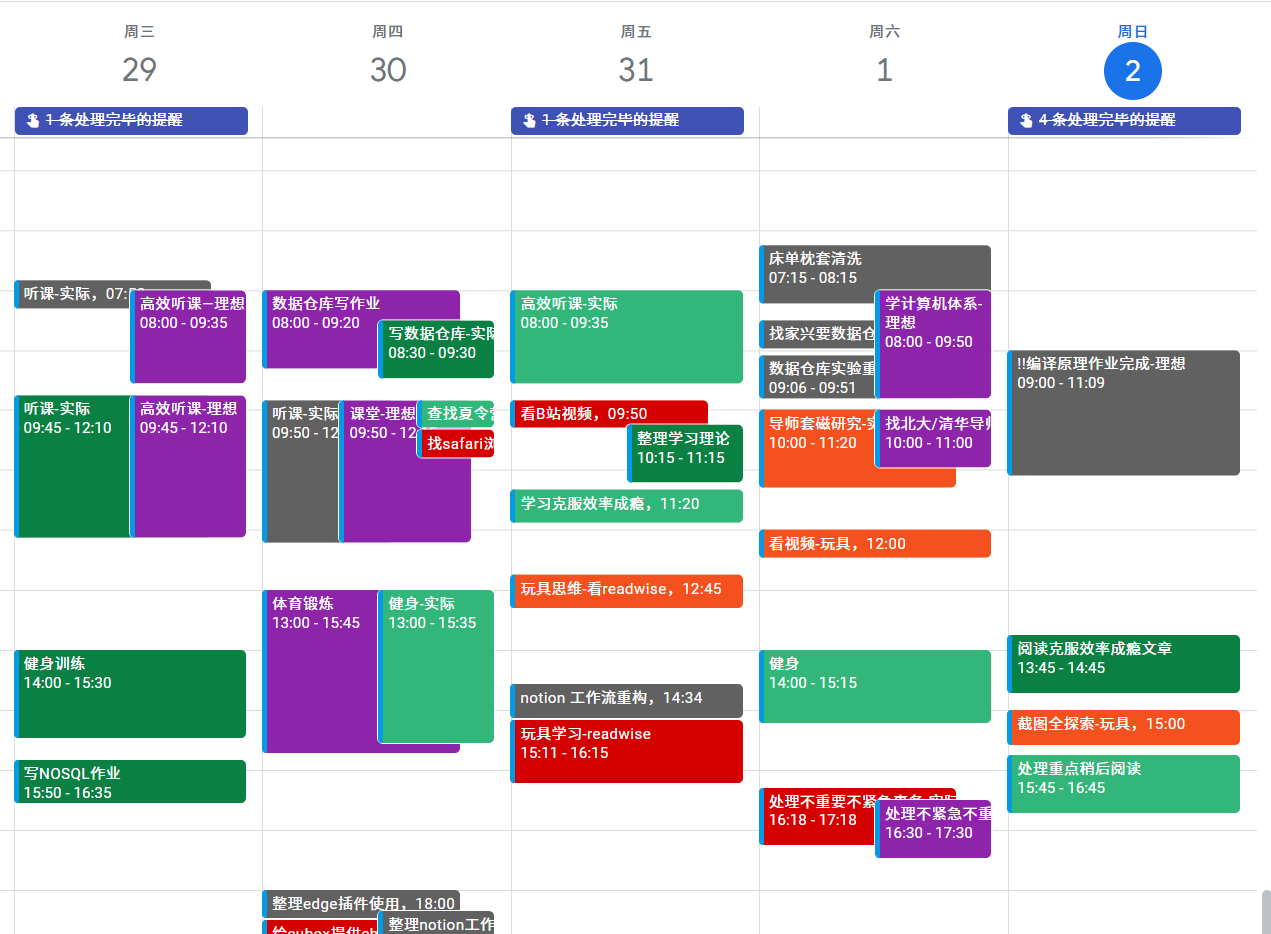 周三
29
周四
30
周五
31
周六
1
周日
2
1 条处理完毕的提醒
1 条处理完毕的提醒
4 条处理完毕的提醒
听课-实际，07:5
高效听课—理想
08:00 - 09:35
听课-实际
09:45 - 12:10
高效听课-理想
09:45 - 12:10
健身训练
14:00 - 15:30
写NOSQL作业
15:50 - 16:35
数据仓库写作业
08:00 - 09:20
写数据仓库-实际
08:30 - 09:30
听课-实际
09:50 - 12
课堂-理想
09:50 - 12
查找夏令营
找safari浏
体育锻炼
13:00 - 15:45
健身-实际
13:00 - 15:35
整理edge插件使用，18:00
给cubox提供
整理notion工作
高效听课-实际
08:00 - 09:35
看B站视频，09:50
整理学习理论
10:15 - 11:15
学习克服效率成瘾，11:20
玩具思维-看readwise，12:45
notion 工作流重构，14:34
玩具学习-readwise
15:11 - 16:15
床单枕套清洗
07:15 - 08:15
学计算机体系-
理想
08:00 - 09:50
找家兴要数据仓
数据仓库实验重
09:06 - 09:51
导师套磁研究-实
10:00 - 11:20
找北大/清华导师
10:00 - 11:00
看视频-玩具，12:00
健身
14:00 - 15:15
处理不重要不紧急事务-实际
16:18 - 17:18
处理不紧急不重
16:30 - 17:30
!!编译原理作业完成-理想
09:00 - 11:09
阅读克服效率成瘾文章
13:45 - 14:45
截图全探索-玩具，15:00
处理重点稍后阅读
15:45 - 16:45